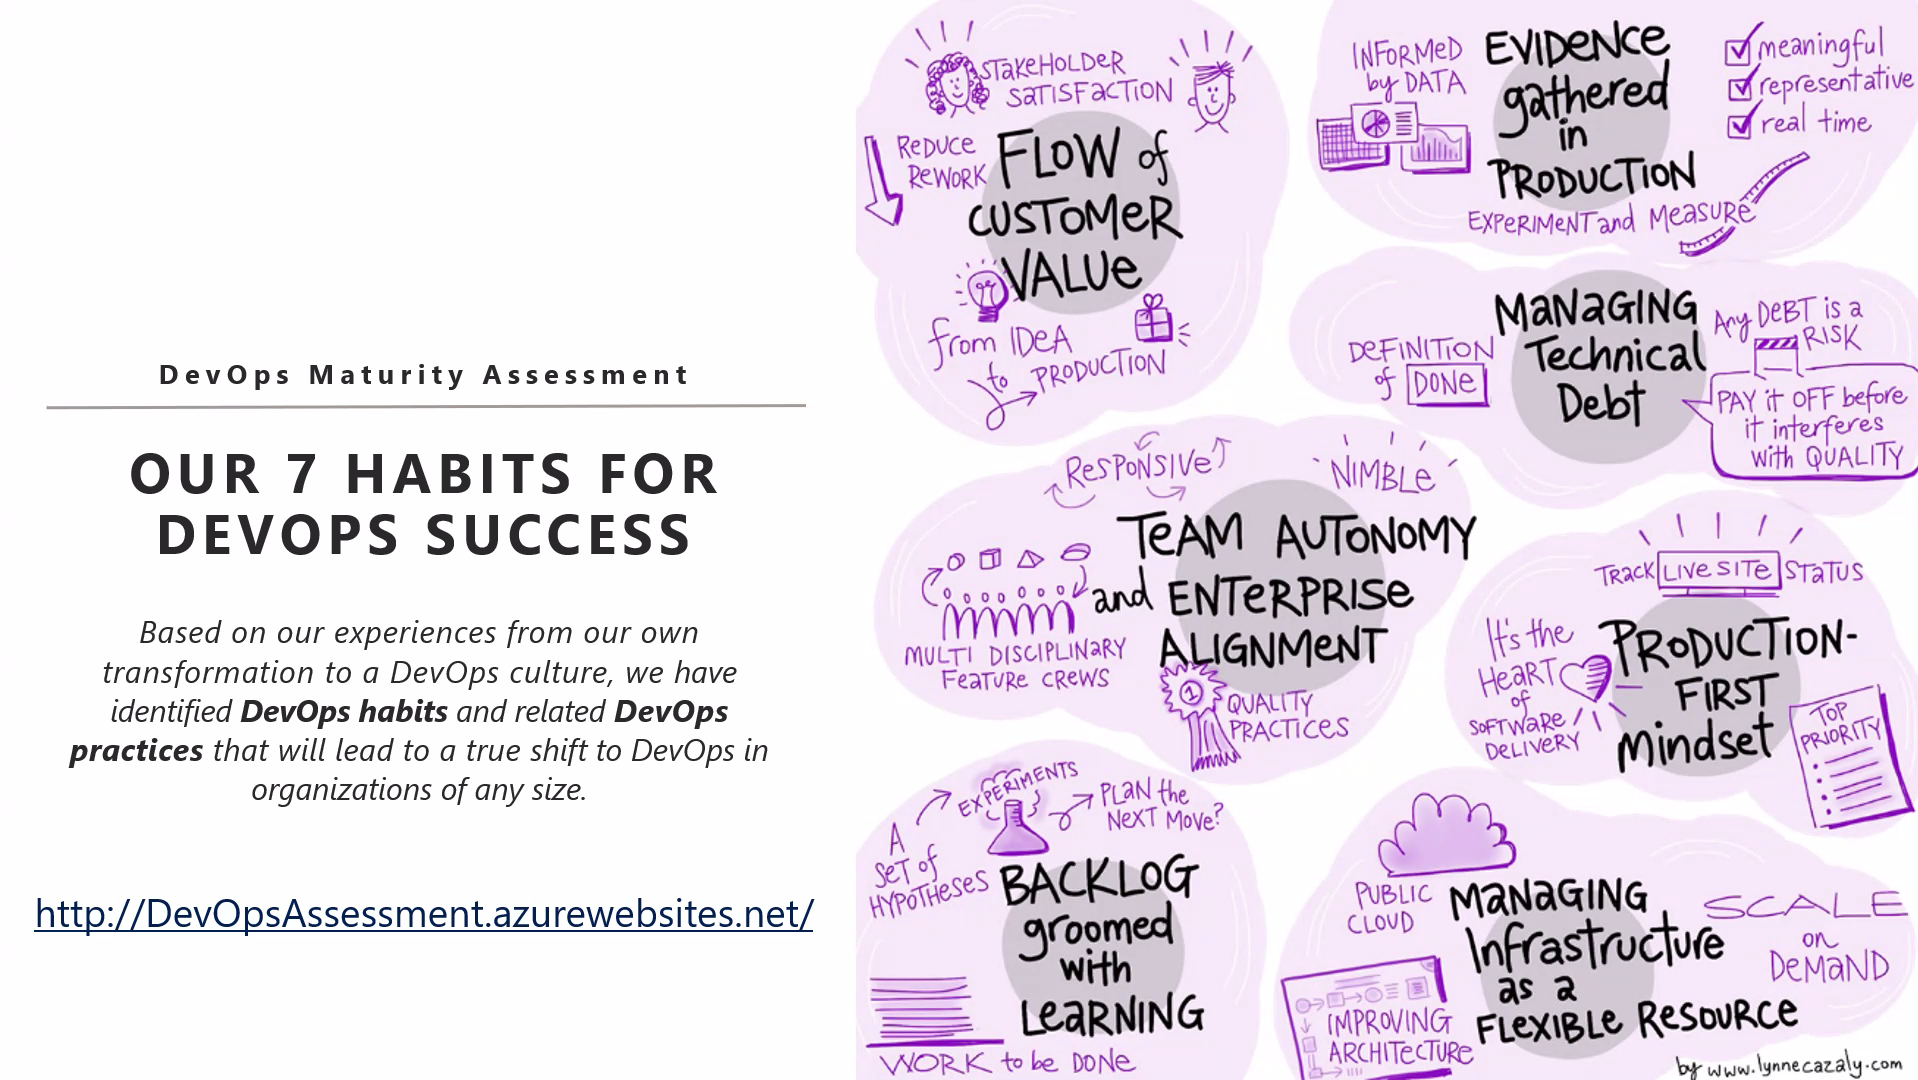 DevOps Maturity Assessment
OUR 7 HABITS FOR
DEVOPS SUCCESS
Based on our experiences from our own
transformation to a DevOps culture, we have
identified DevOps habits and related DevOps
practices that will lead to a true shift to DevOps in
organizations of any size.
http://DevOpsAssessment.azurewebsites.net/
STAKEHOLDER
SATISFACTION
REDUCE
REWORK
FLOW of
CUSTOMER
VALUE
from IDEA
to PRODUCTION
INFORMED
by DATA
EVIDENCE
gathered
in
PRODUCTION
meaningful
representative
real time
EXPERIMENT and MEASURE
DEFINITION
of DONE
MANAGING
Technical
Debt
Any DEBT is a
RISK
PAY it OFF before
it interferes
with QUALITY
RESPONSIVE
NIMBLE
TEAM AUTONOMY
and ENTERPRISE
ALIGNMENT
MULTI DISCIPLINARY
FEATURE CREWS
1
QUALITY
PRACTICES
TRACK LIVE SITE STATUS
It's the
HEART
of
SOFTWARE
DELIVERY
PRODUCTION-
FIRST
mindset
TOP
PRIORITY
A
SET of
HYPOTHESES
EXPERIMENTS
PLAN the
NEXT MOVE?
BACKLOG
groomed
with
LEARNING
WORK to be DONE
PUBLIC
CLOUD
MANAGING
Infrastructure
as a
FLEXIBLE RESOURCE
SCALE
on
DEMAND
IMPROVING
ARCHITECTURE
by www.lynnecazaly.com